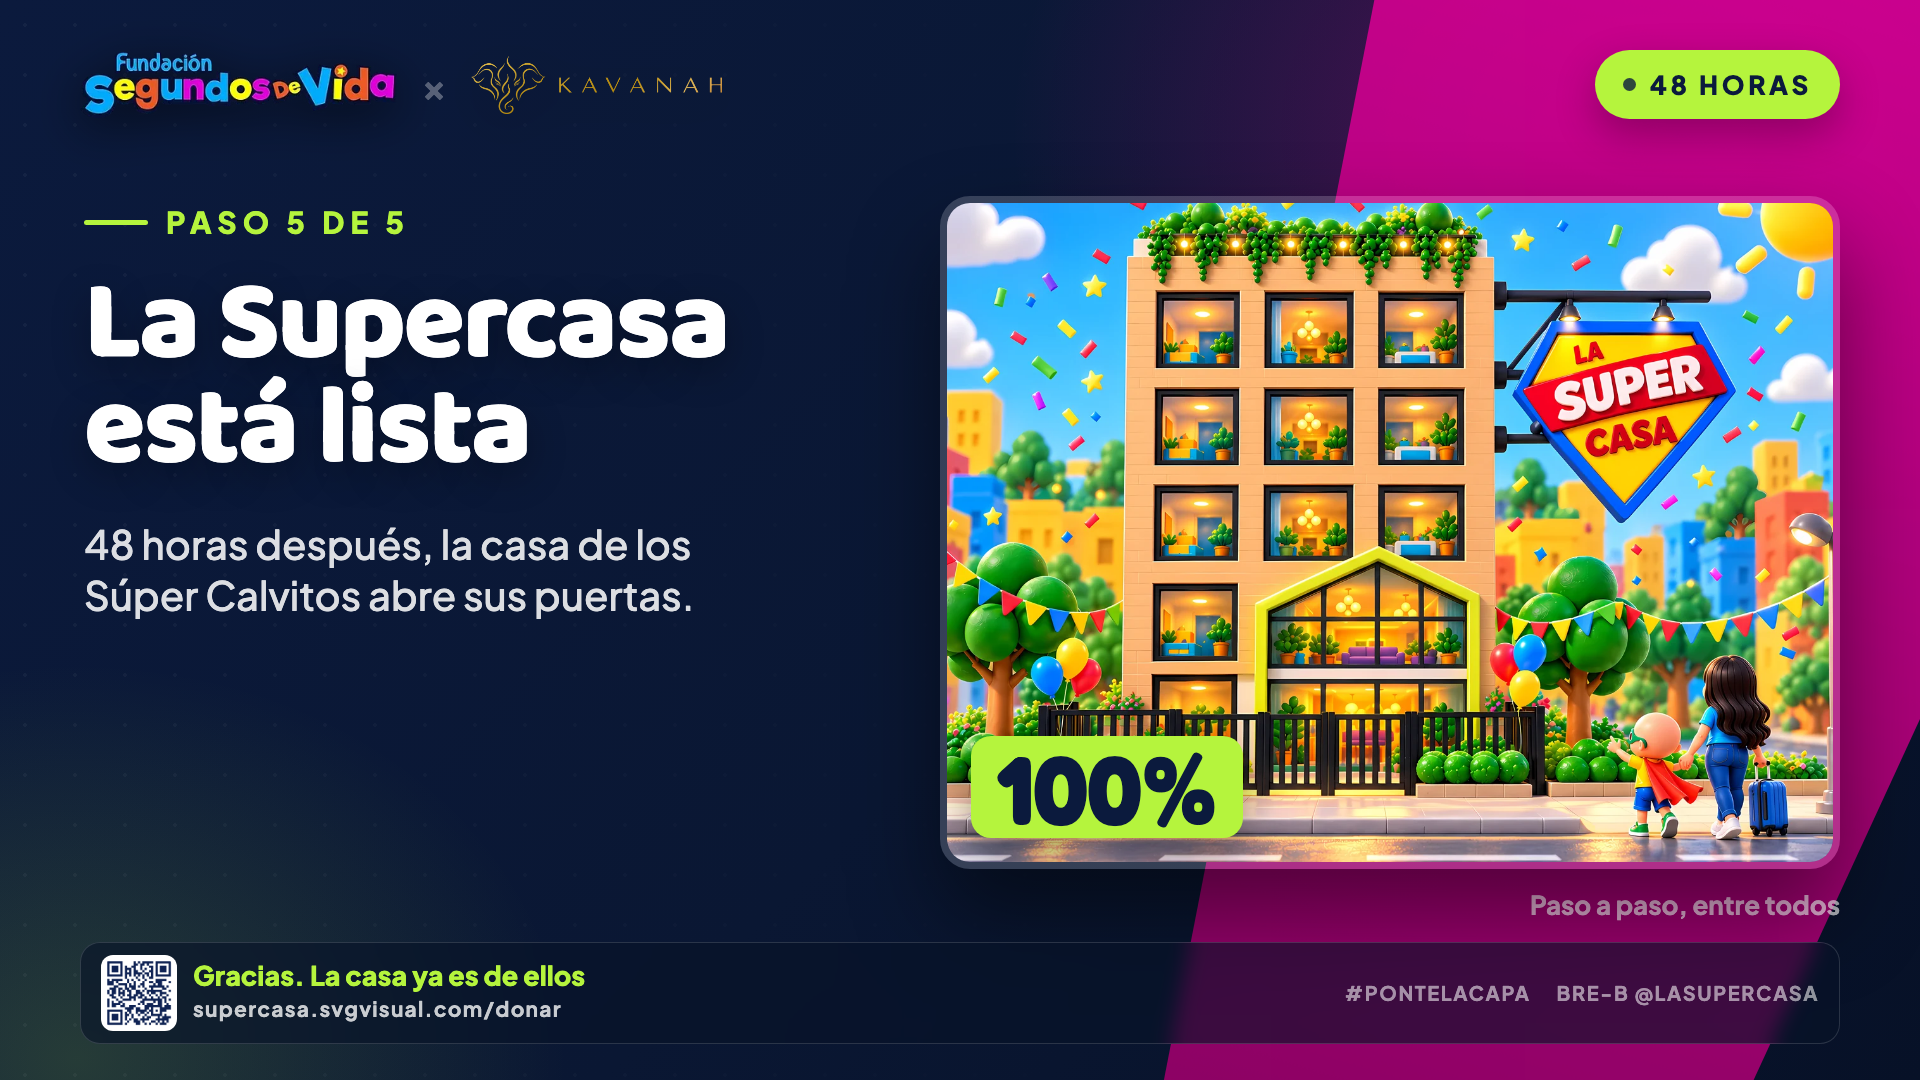 Fundación
Segundos de Vida
×
KAVANAH
48 HORAS
PASO 5 DE 5
La Supercasa
está lista
48 horas después, la casa de los
Súper Calvitos abre sus puertas.
LA
SUPER
CASA
100%
Paso a paso, entre todos
Gracias. La casa ya es de ellos
supercasa.svgvisual.com/donar
#PONTELACAPA BRE-B @LASUPERCASA